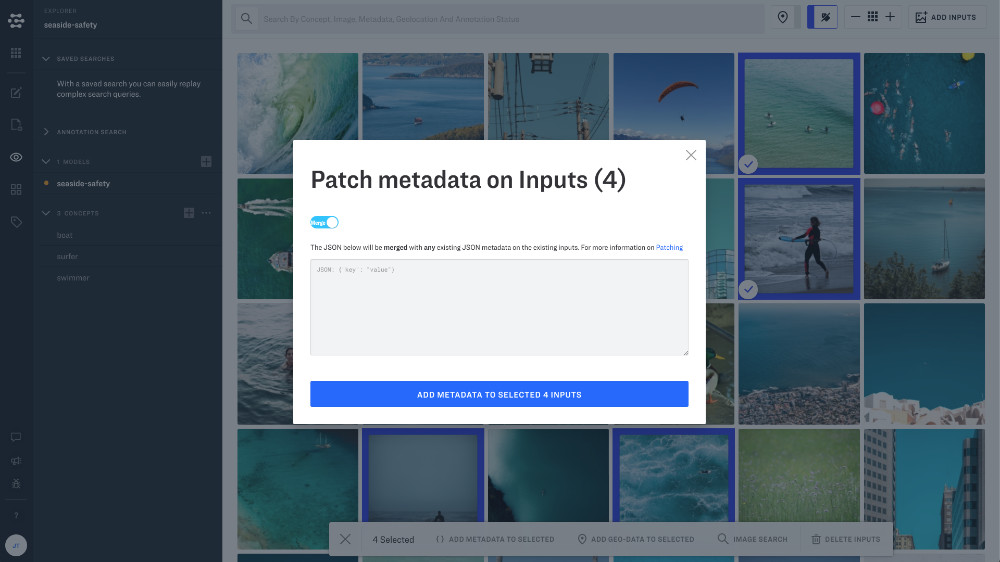 EXPLORER
seaside-safety
Search By Concept, Image, Metadata, Geolocation And Annotation Status
ADD INPUTS
SAVED SEARCHES
With a saved search you can easily replay
complex search queries.
ANNOTATION SEARCH
1 MODELS
seaside-safety
3 CONCEPTS
boat
surfer
swimmer
Patch metadata on Inputs (4)
Merge
The JSON below will be merged with any existing JSON metadata on the existing inputs. For more information on Patching
JSON: { 'key': "value"}
ADD METADATA TO SELECTED 4 INPUTS
4 Selected
{ } ADD METADATA TO SELECTED
ADD GEO-DATA TO SELECTED
IMAGE SEARCH
DELETE INPUTS
?